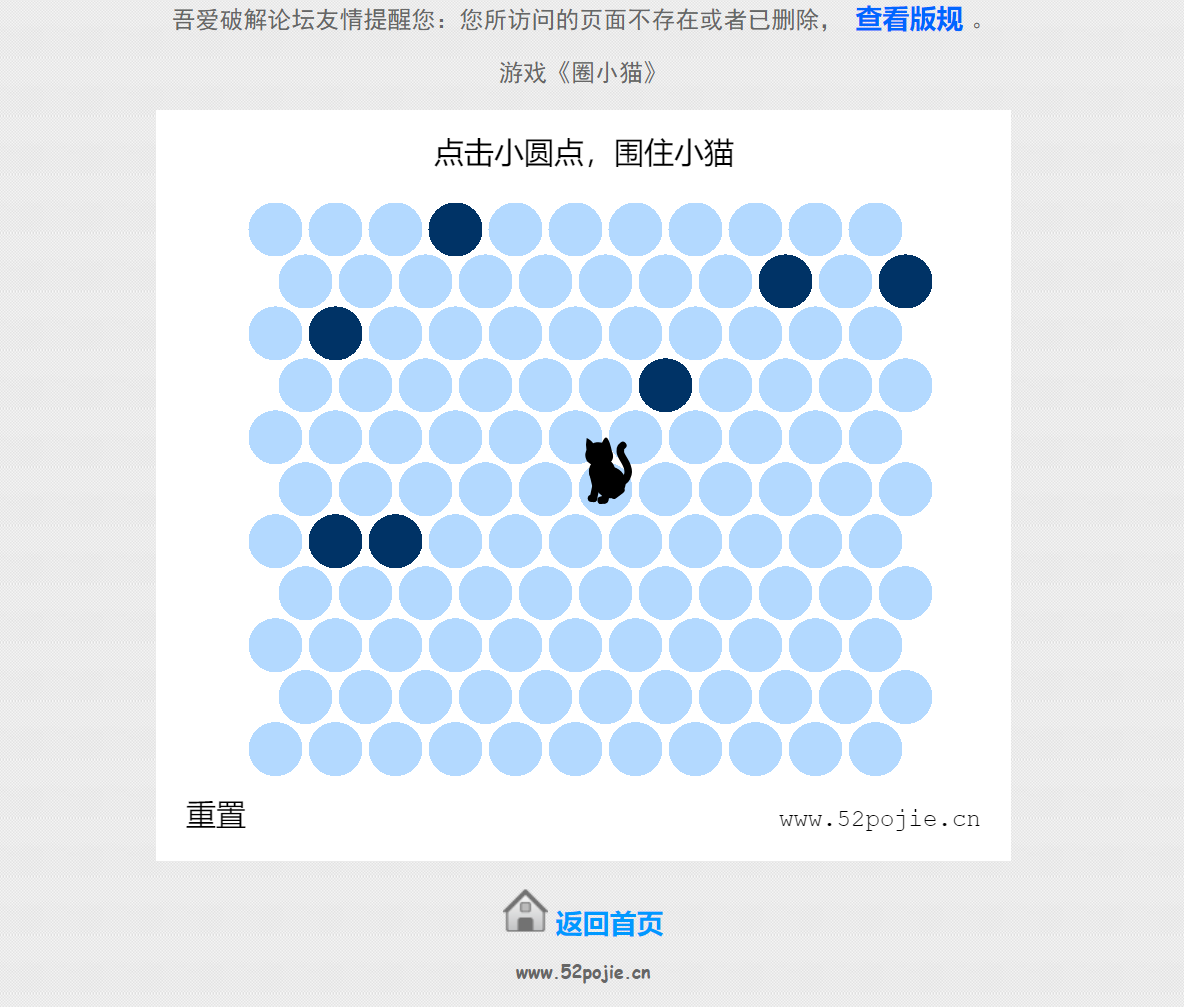 吾爱破解论坛友情提醒您：您所访问的页面不存在或者已删除， 查看版规 。
游戏《圈小猫》
点击小圆点，围住小猫
重置
www.52pojie.cn
返回首页
www.52pojie.cn